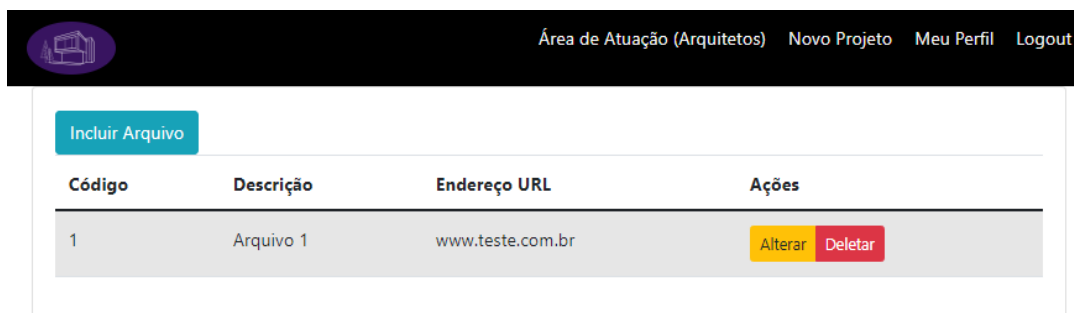 Área de Atuação (Arquitetos) Novo Projeto Meu Perfil Logout
Incluir Arquivo
Código Descrição Endereço URL Ações
1 Arquivo 1 www.teste.com.br Alterar Deletar